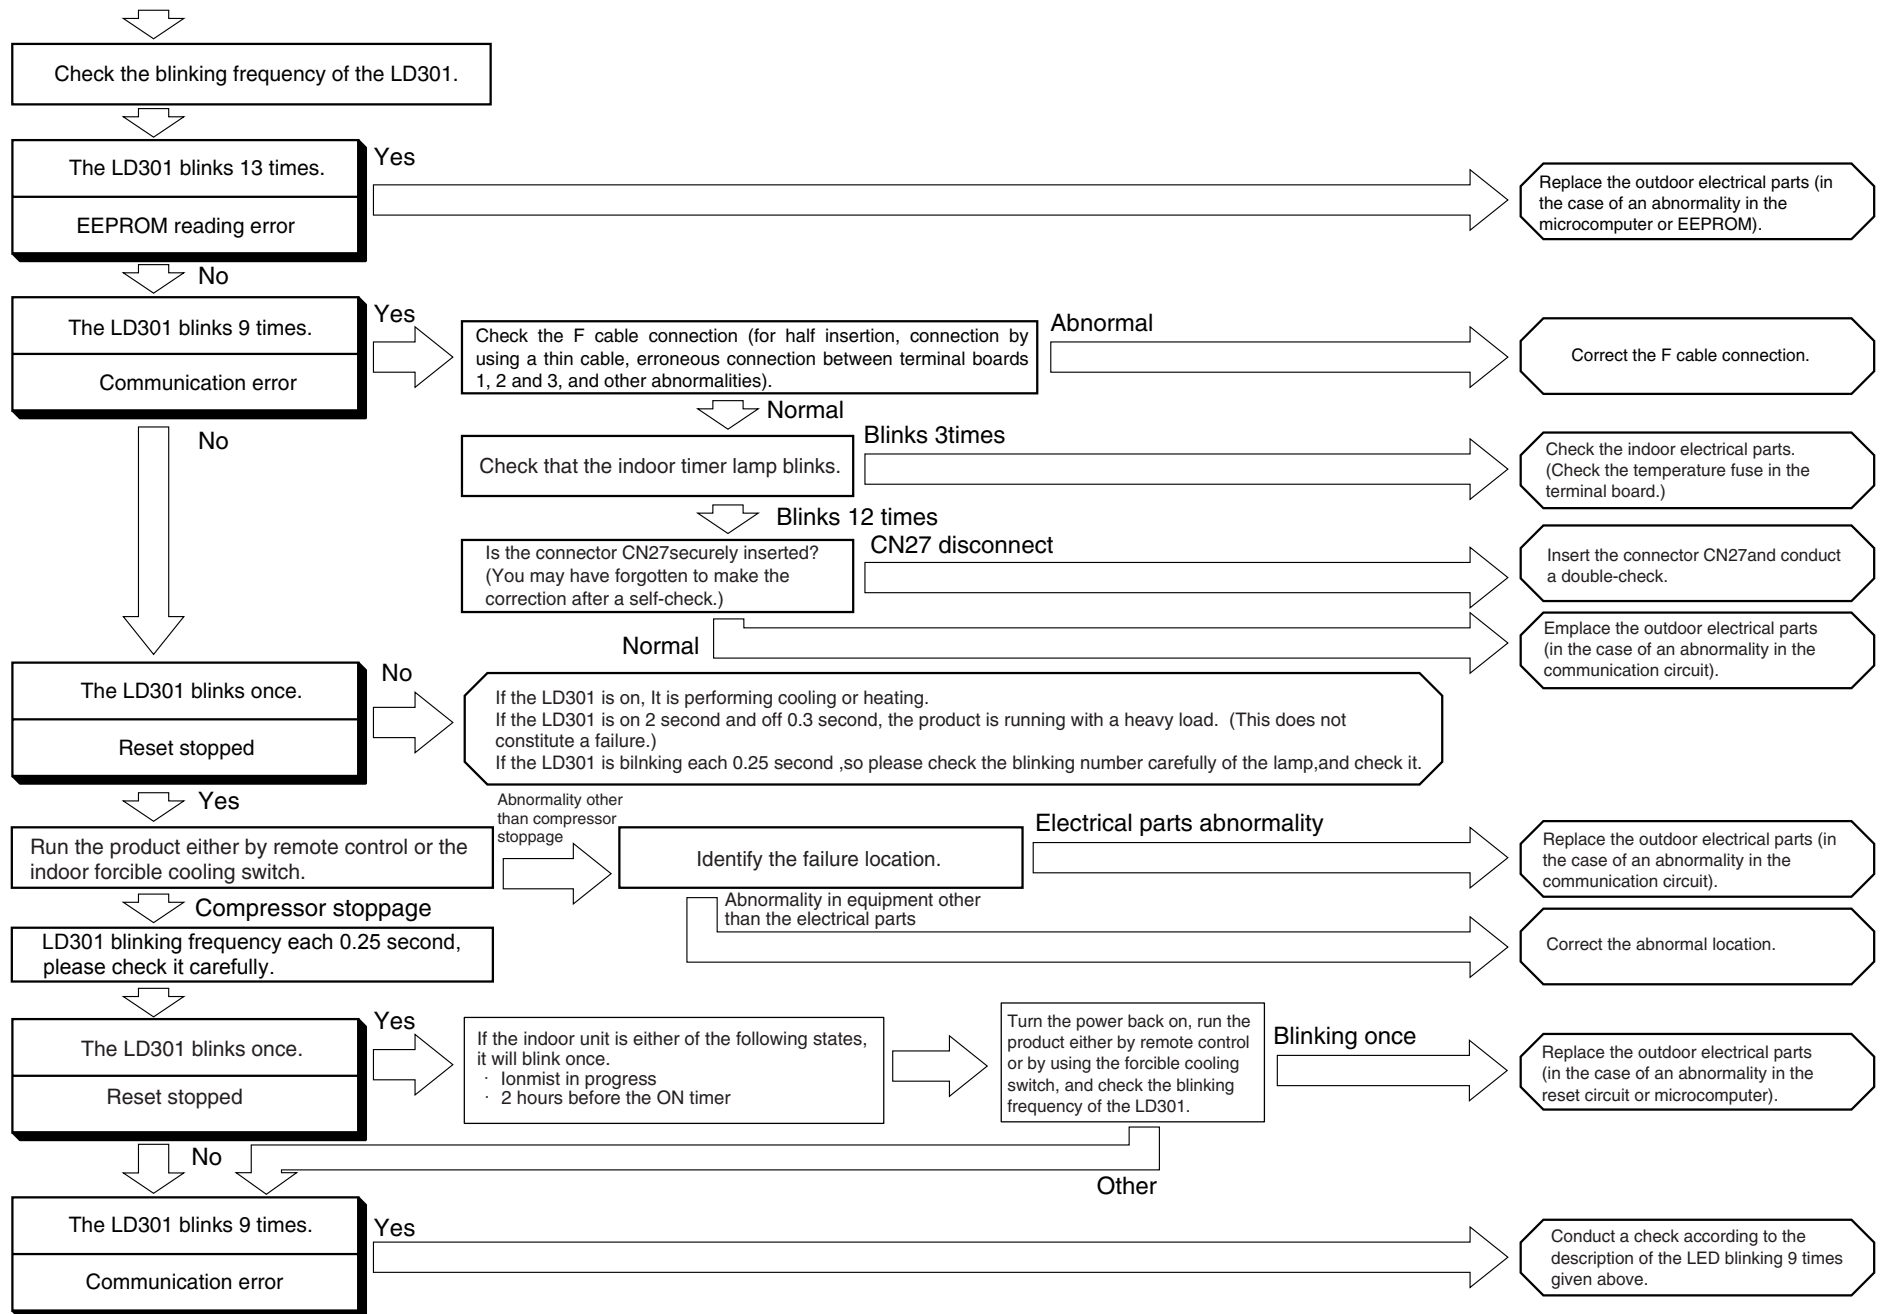 Check the blinking frequency of the LD301.
The LD301 blinks 13 times.
EEPROM reading error
Yes
Replace the outdoor electrical parts (in
the case of an abnormality in the
microcomputer or EEPROM).
No
The LD301 blinks 9 times.
Communication error
Yes
Check the F cable connection (for half insertion, connection by
using a thin cable, erroneous connection between terminal boards
1, 2 and 3, and other abnormalities).
Abnormal
Correct the F cable connection.
Normal
No
Check that the indoor timer lamp blinks.
Blinks 3times
Check the indoor electrical parts.
(Check the temperature fuse in the
terminal board.)
Blinks 12 times
Is the connector CN27securely inserted?
(You may have forgotten to make the
correction after a self-check.)
CN27 disconnect
Insert the connector CN27and conduct
a double-check.
Normal
Emplace the outdoor electrical parts
(in the case of an abnormality in the
communication circuit).
The LD301 blinks once.
Reset stopped
No
If the LD301 is on, It is performing cooling or heating.
If the LD301 is on 2 second and off 0.3 second, the product is running with a heavy load. (This does not
constitute a failure.)
If the LD301 is bilnking each 0.25 second ,so please check the blinking number carefully of the lamp,and check it.
Yes
Run the product either by remote control or the
indoor forcible cooling switch.
Abnormality other
than compressor
stoppage
Identify the failure location.
Electrical parts abnormality
Replace the outdoor electrical parts (in
the case of an abnormality in the
communication circuit).
Abnormality in equipment other
than the electrical parts
Correct the abnormal location.
Compressor stoppage
LD301 blinking frequency each 0.25 second,
please check it carefully.
The LD301 blinks once.
Reset stopped
Yes
If the indoor unit is either of the following states,
it will blink once.
· Ionmist in progress
· 2 hours before the ON timer
Turn the power back on, run the
product either by remote control
or by using the forcible cooling
switch, and check the blinking
frequency of the LD301.
Blinking once
Replace the outdoor electrical parts
(in the case of an abnormality in the
reset circuit or microcomputer).
No
Other
The LD301 blinks 9 times.
Communication error
Yes
Conduct a check according to the
description of the LED blinking 9 times
given above.